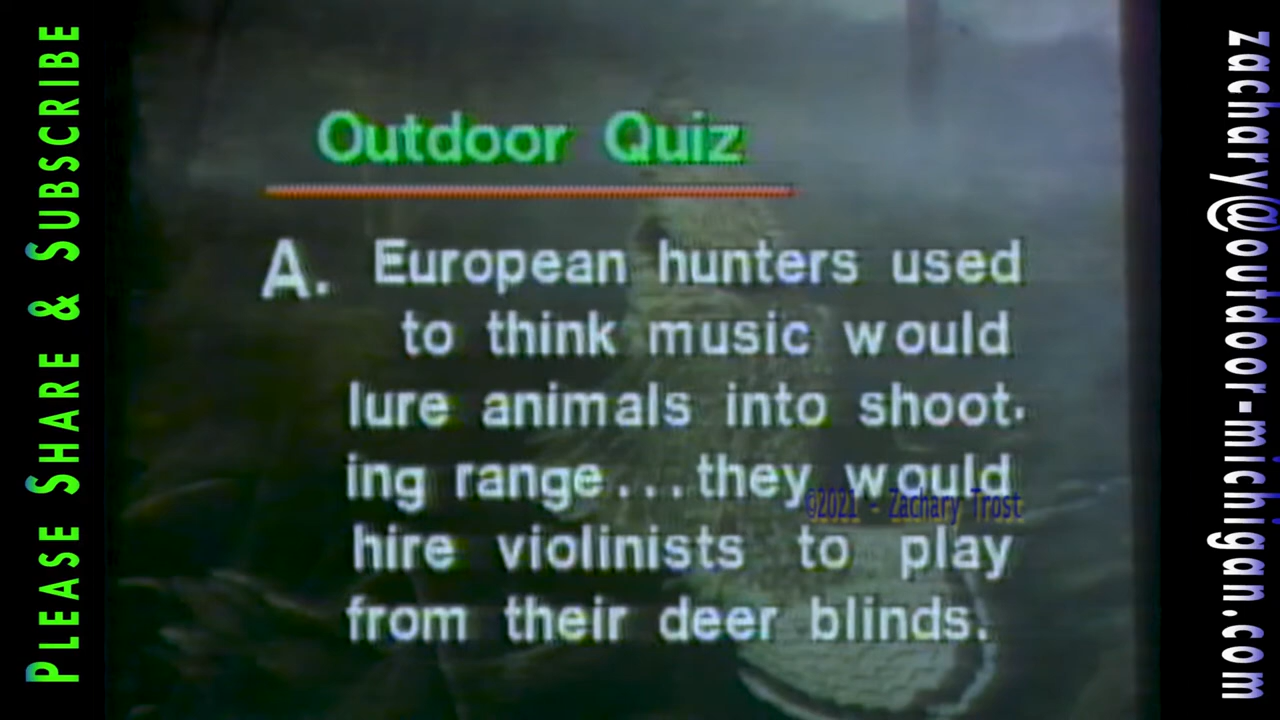 PLEASE SHARE & SUBSCRIBE
Outdoor Quiz
A. European hunters used
to think music would
lure animals into shoot-
ing range...they would
©2021 - Zachary Trost
hire violinists to play
from their deer blinds.
zachary@outdoor-michigan.com